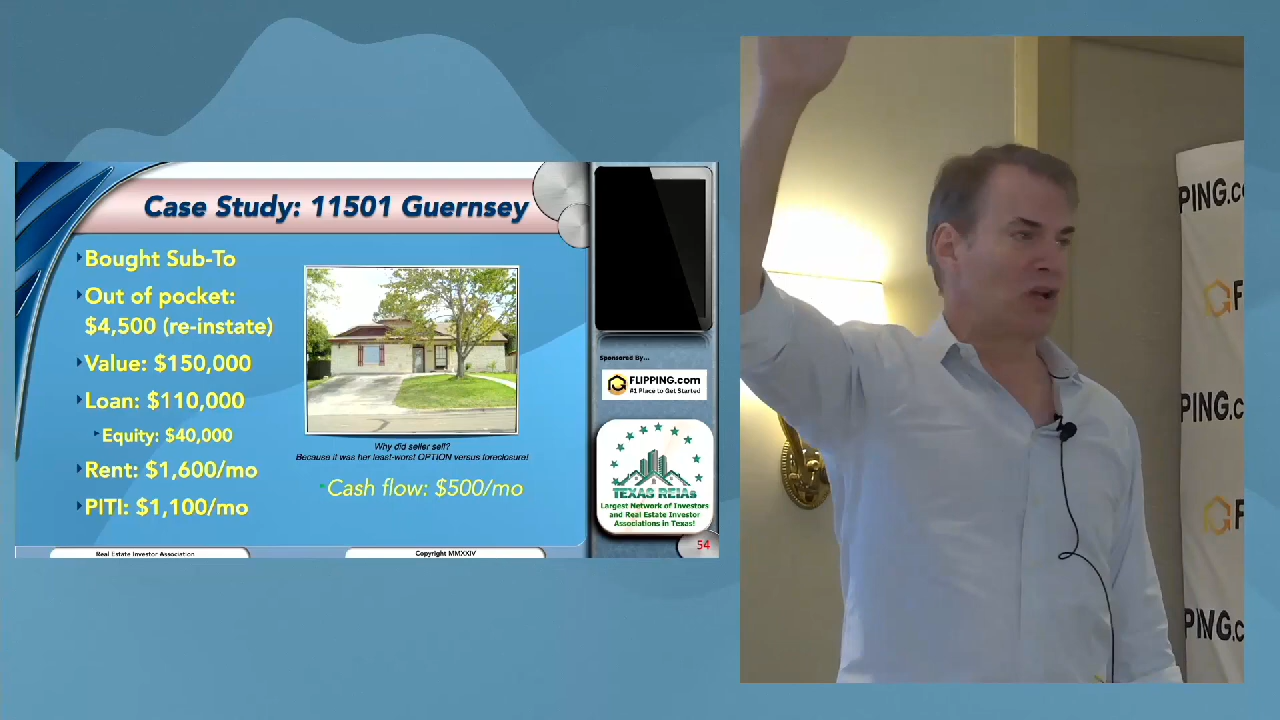 Case Study: 11501 Guernsey
Bought Sub-To
Out of pocket:
$4,500 (re-instate)
Value: $150,000
Loan: $110,000
Equity: $40,000
Rent: $1,600/mo
PITI: $1,100/mo
Why did seller sell?
Because it was her least-worst OPTION versus foreclosure!
Cash flow: $500/mo
Sponsored By...
FLIPPING.com
#1 Place to Get Started
TEXAS REIAs
Largest Network of Investors
and Real Estate Investor
Associations in Texas!
54
Real Estate Investor Association
Copyright MMXXIV
PING.c
F
PING.c
F
PING.c